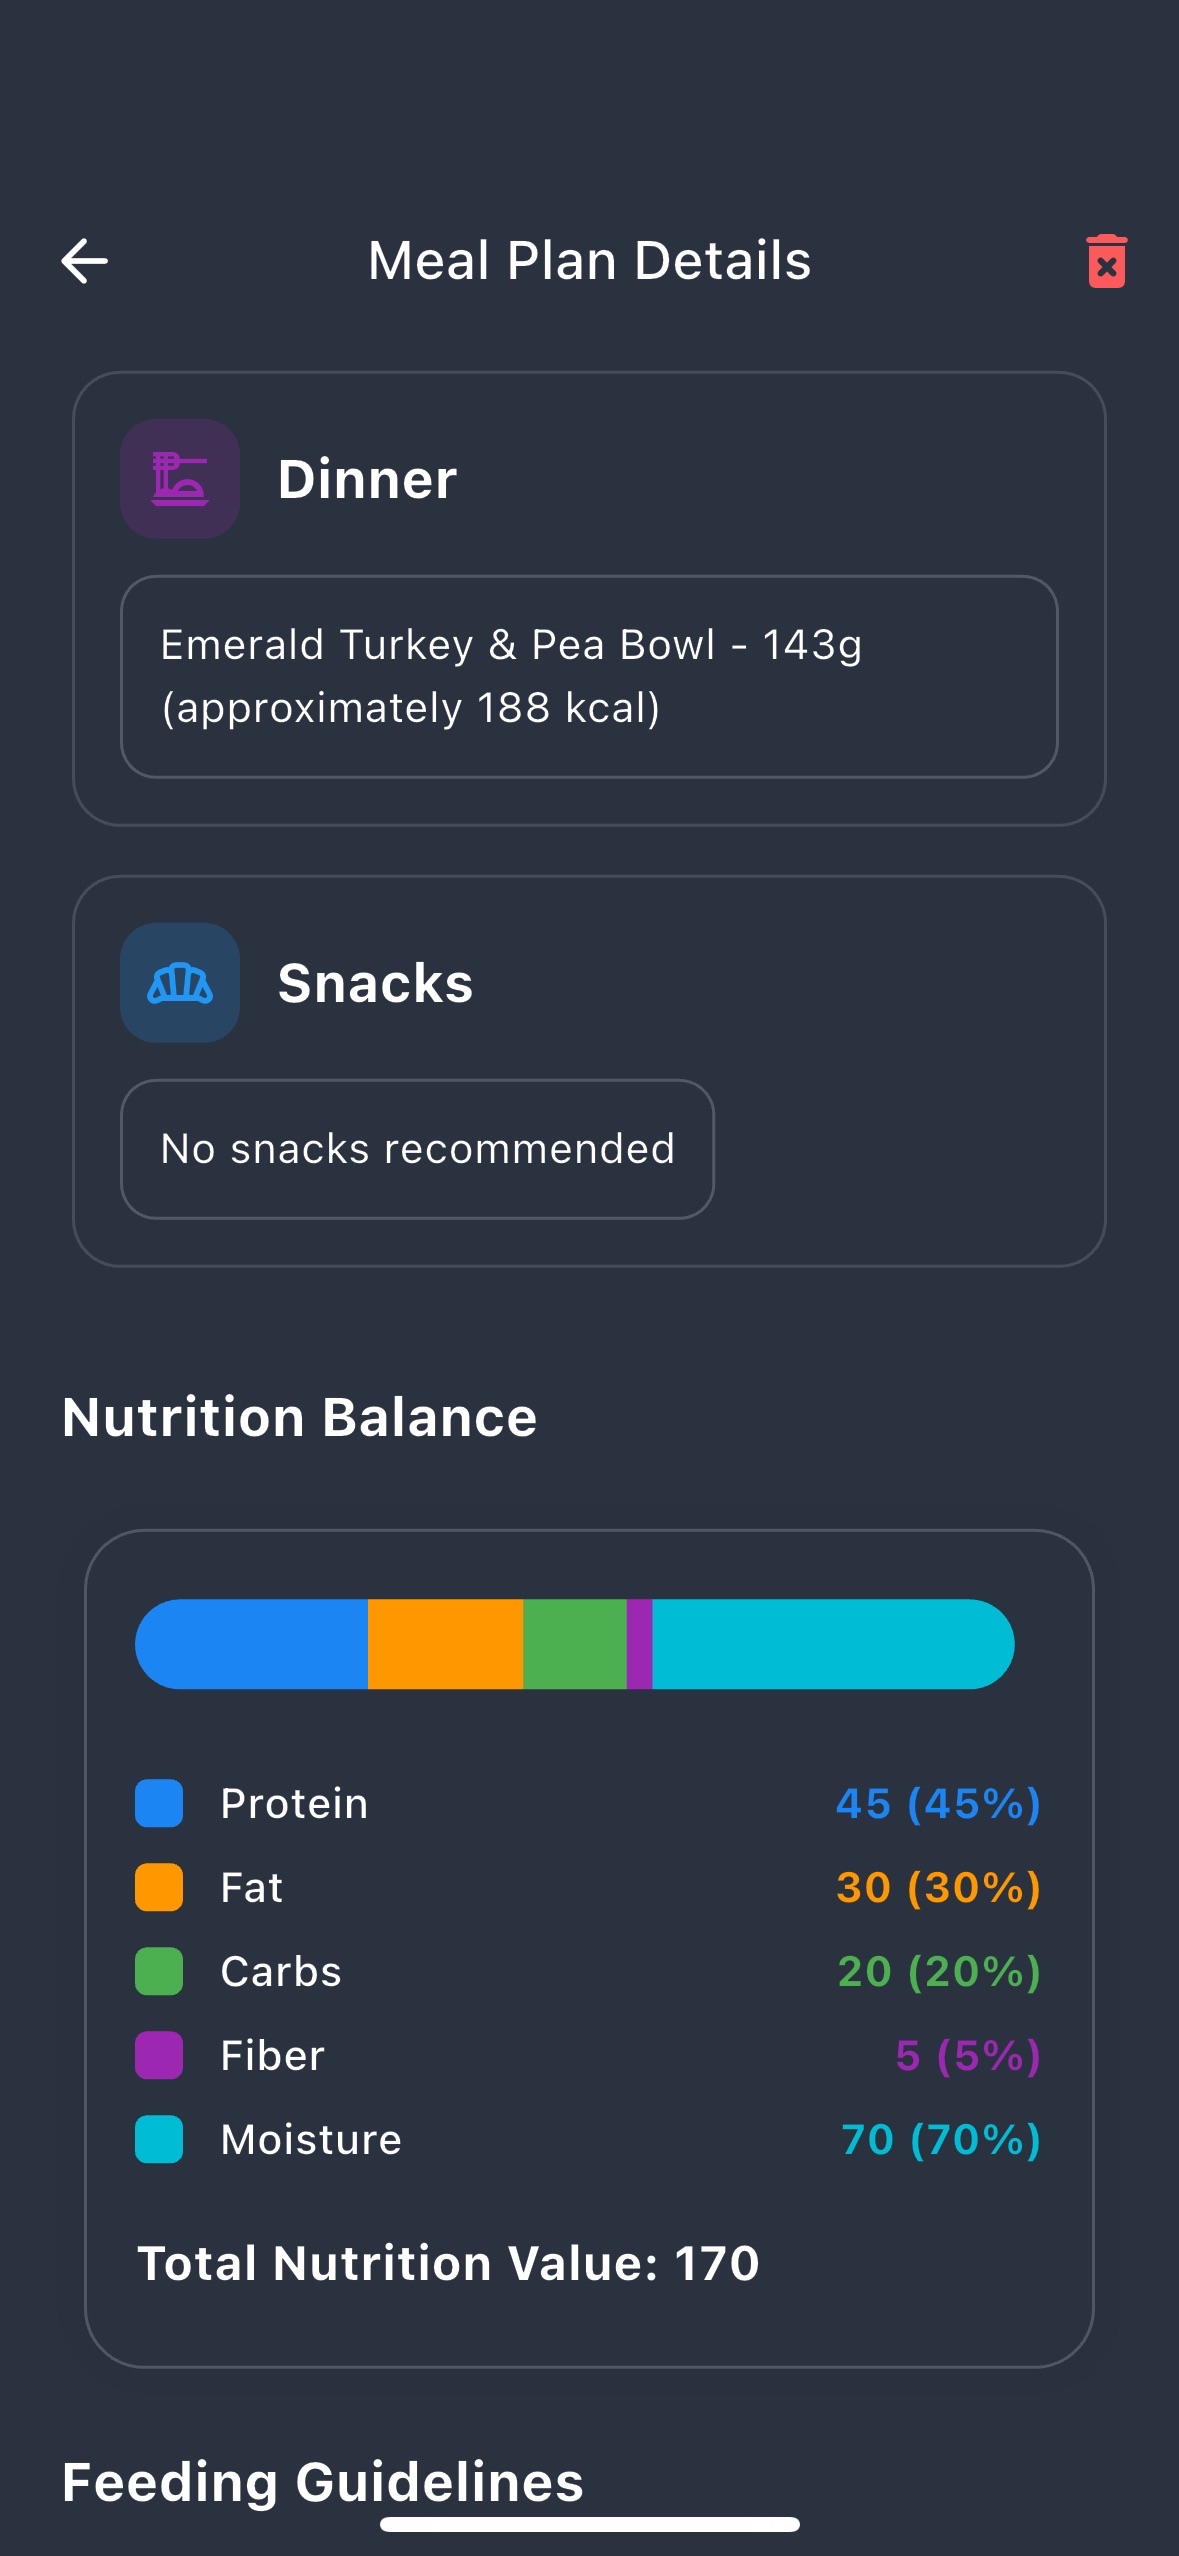 Meal Plan Details
Dinner
Emerald Turkey & Pea Bowl - 143g
(approximately 188 kcal)
Snacks
No snacks recommended
Nutrition Balance
Protein 45 (45%)
Fat 30 (30%)
Carbs 20 (20%)
Fiber 5 (5%)
Moisture 70 (70%)
Total Nutrition Value: 170
Feeding Guidelines